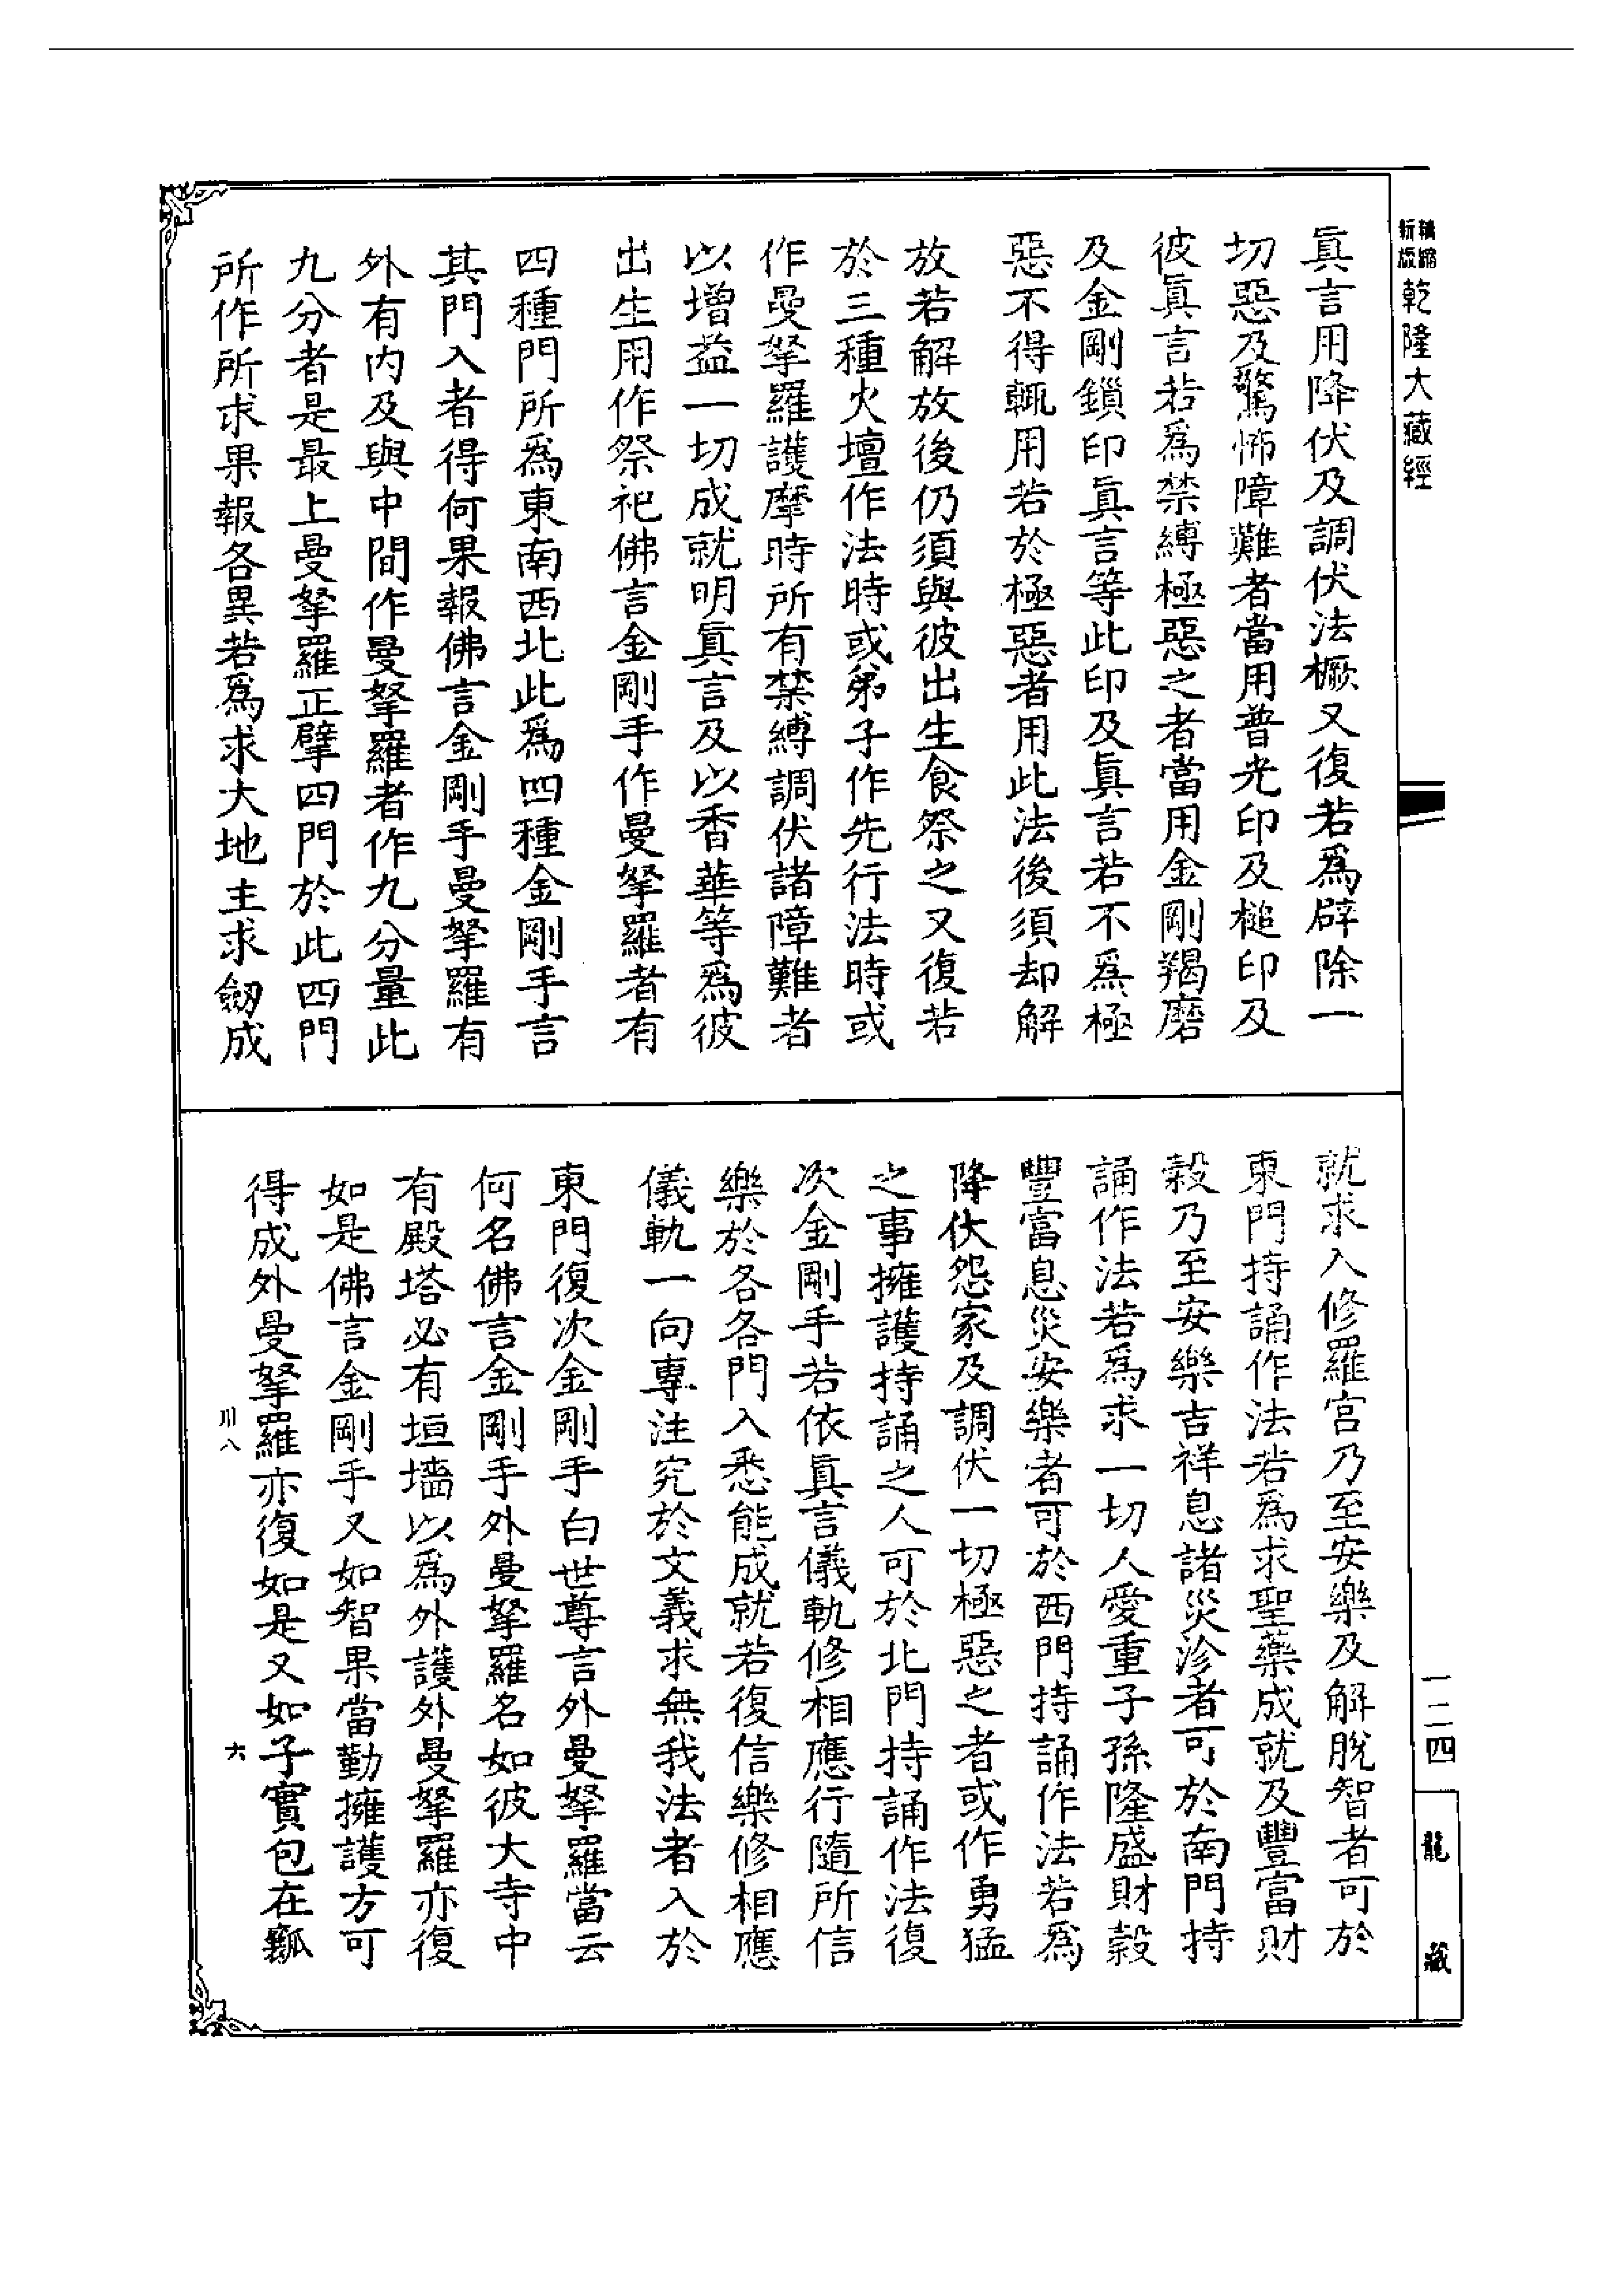 精縮
新版
乾隆大藏經
眞言用降伏及調伏法橛又復若爲辟除一
切惡及驚怖障難者當用普光印及槌印及
彼眞言若爲禁縛極惡之者當用金剛羯磨
及金剛鎖印眞言等此印及眞言若不爲極
惡不得輒用若於極惡者用此法後須却解
放若解放後仍須與彼出生食祭之又復若
於三種火壇作法時或弟子作先行法時或
作曼拏羅護摩時所有禁縛調伏諸障難者
以增益一切成就明眞言及以香華等爲彼
出生用作祭祀佛言金剛手作曼拏羅者有
四種門所爲東南西北此爲四種金剛手言
其門入者得何果報佛言金剛手曼拏羅有
外有內及與中間作曼拏羅者作九分量此
九分者是最上曼拏羅正擘四門於此四門
所作所求果報各異若爲求大地主求劒成
就求入修羅宮乃至安樂及解脫智者可於
東門持誦作法若爲求聖藥成就及豐富財
穀乃至安樂吉祥息諸災沴者可於南門持
誦作法若爲求一切人愛重子孫隆盛財穀
豐富息災安樂者可於西門持誦作法若爲
降伏怨家及調伏一切極惡之者或作勇猛
之事擁護持誦之人可於北門持誦作法復
次金剛手若依眞言儀軌修相應行隨所信
樂於各各門入悉能成就若復信樂修相應
儀軌一向專注究於文義求無我法者入於
東門復次金剛手白世尊言外曼拏羅當云
何名佛言金剛手外曼拏羅名如彼大寺中
有殿塔必有垣墻以爲外護外曼拏羅亦復
如是佛言金剛手又如智果當勤擁護方可
得成外曼拏羅亦復如是又如子實包在瓤
川八
六
一二四
龍藏